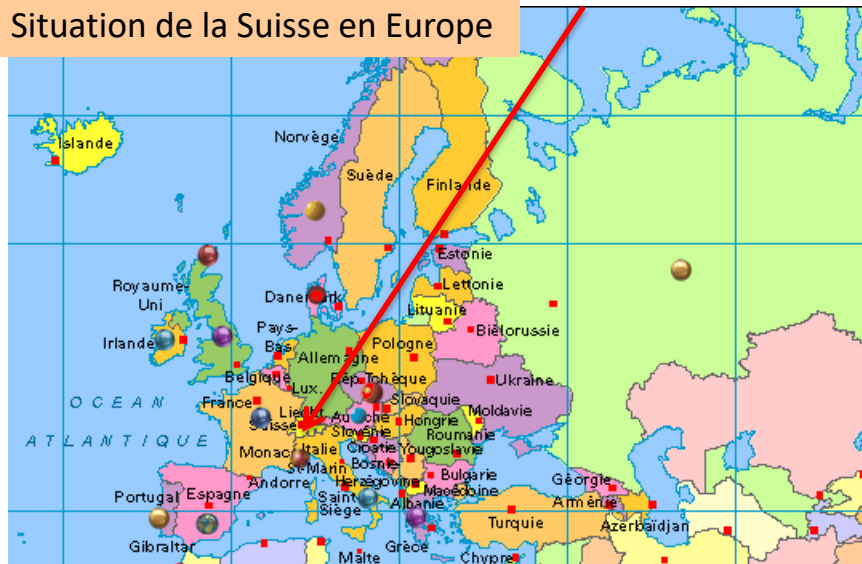 Situation de la Suisse en Europe
Islande
Norvège
Suède
Finlande
Estonie
Royaume-
Uni
Danemark
Lettonie
Lituanie
Irlande
Pays-
Bas
Pologne
Biélorussie
Allemagne
Belgique
Rép. Tchèque
Ukraine
Lux.
OCEAN
France
Slovaquie
Liecht.
Autriche
Moldavie
Suisse
Hongrie
ATLANTIQUE
Slovénie
Roumanie
Monaco
Italie
Croatie
Yougoslavie
St-Marin
Bosnie-
Bulgarie
Andorre
Herzégovine
Géorgie
Portugal
Espagne
Saint
Siège
Macédoine
Albanie
Arménie
Turquie
Azerbaïdjan
Gibraltar
Grèce
Malte
Chypre